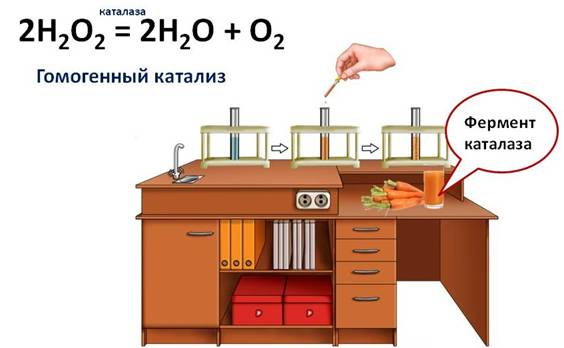 каталаза
2H₂O₂ = 2H₂O + O₂
Гомогенный катализ
Фермент
каталаза